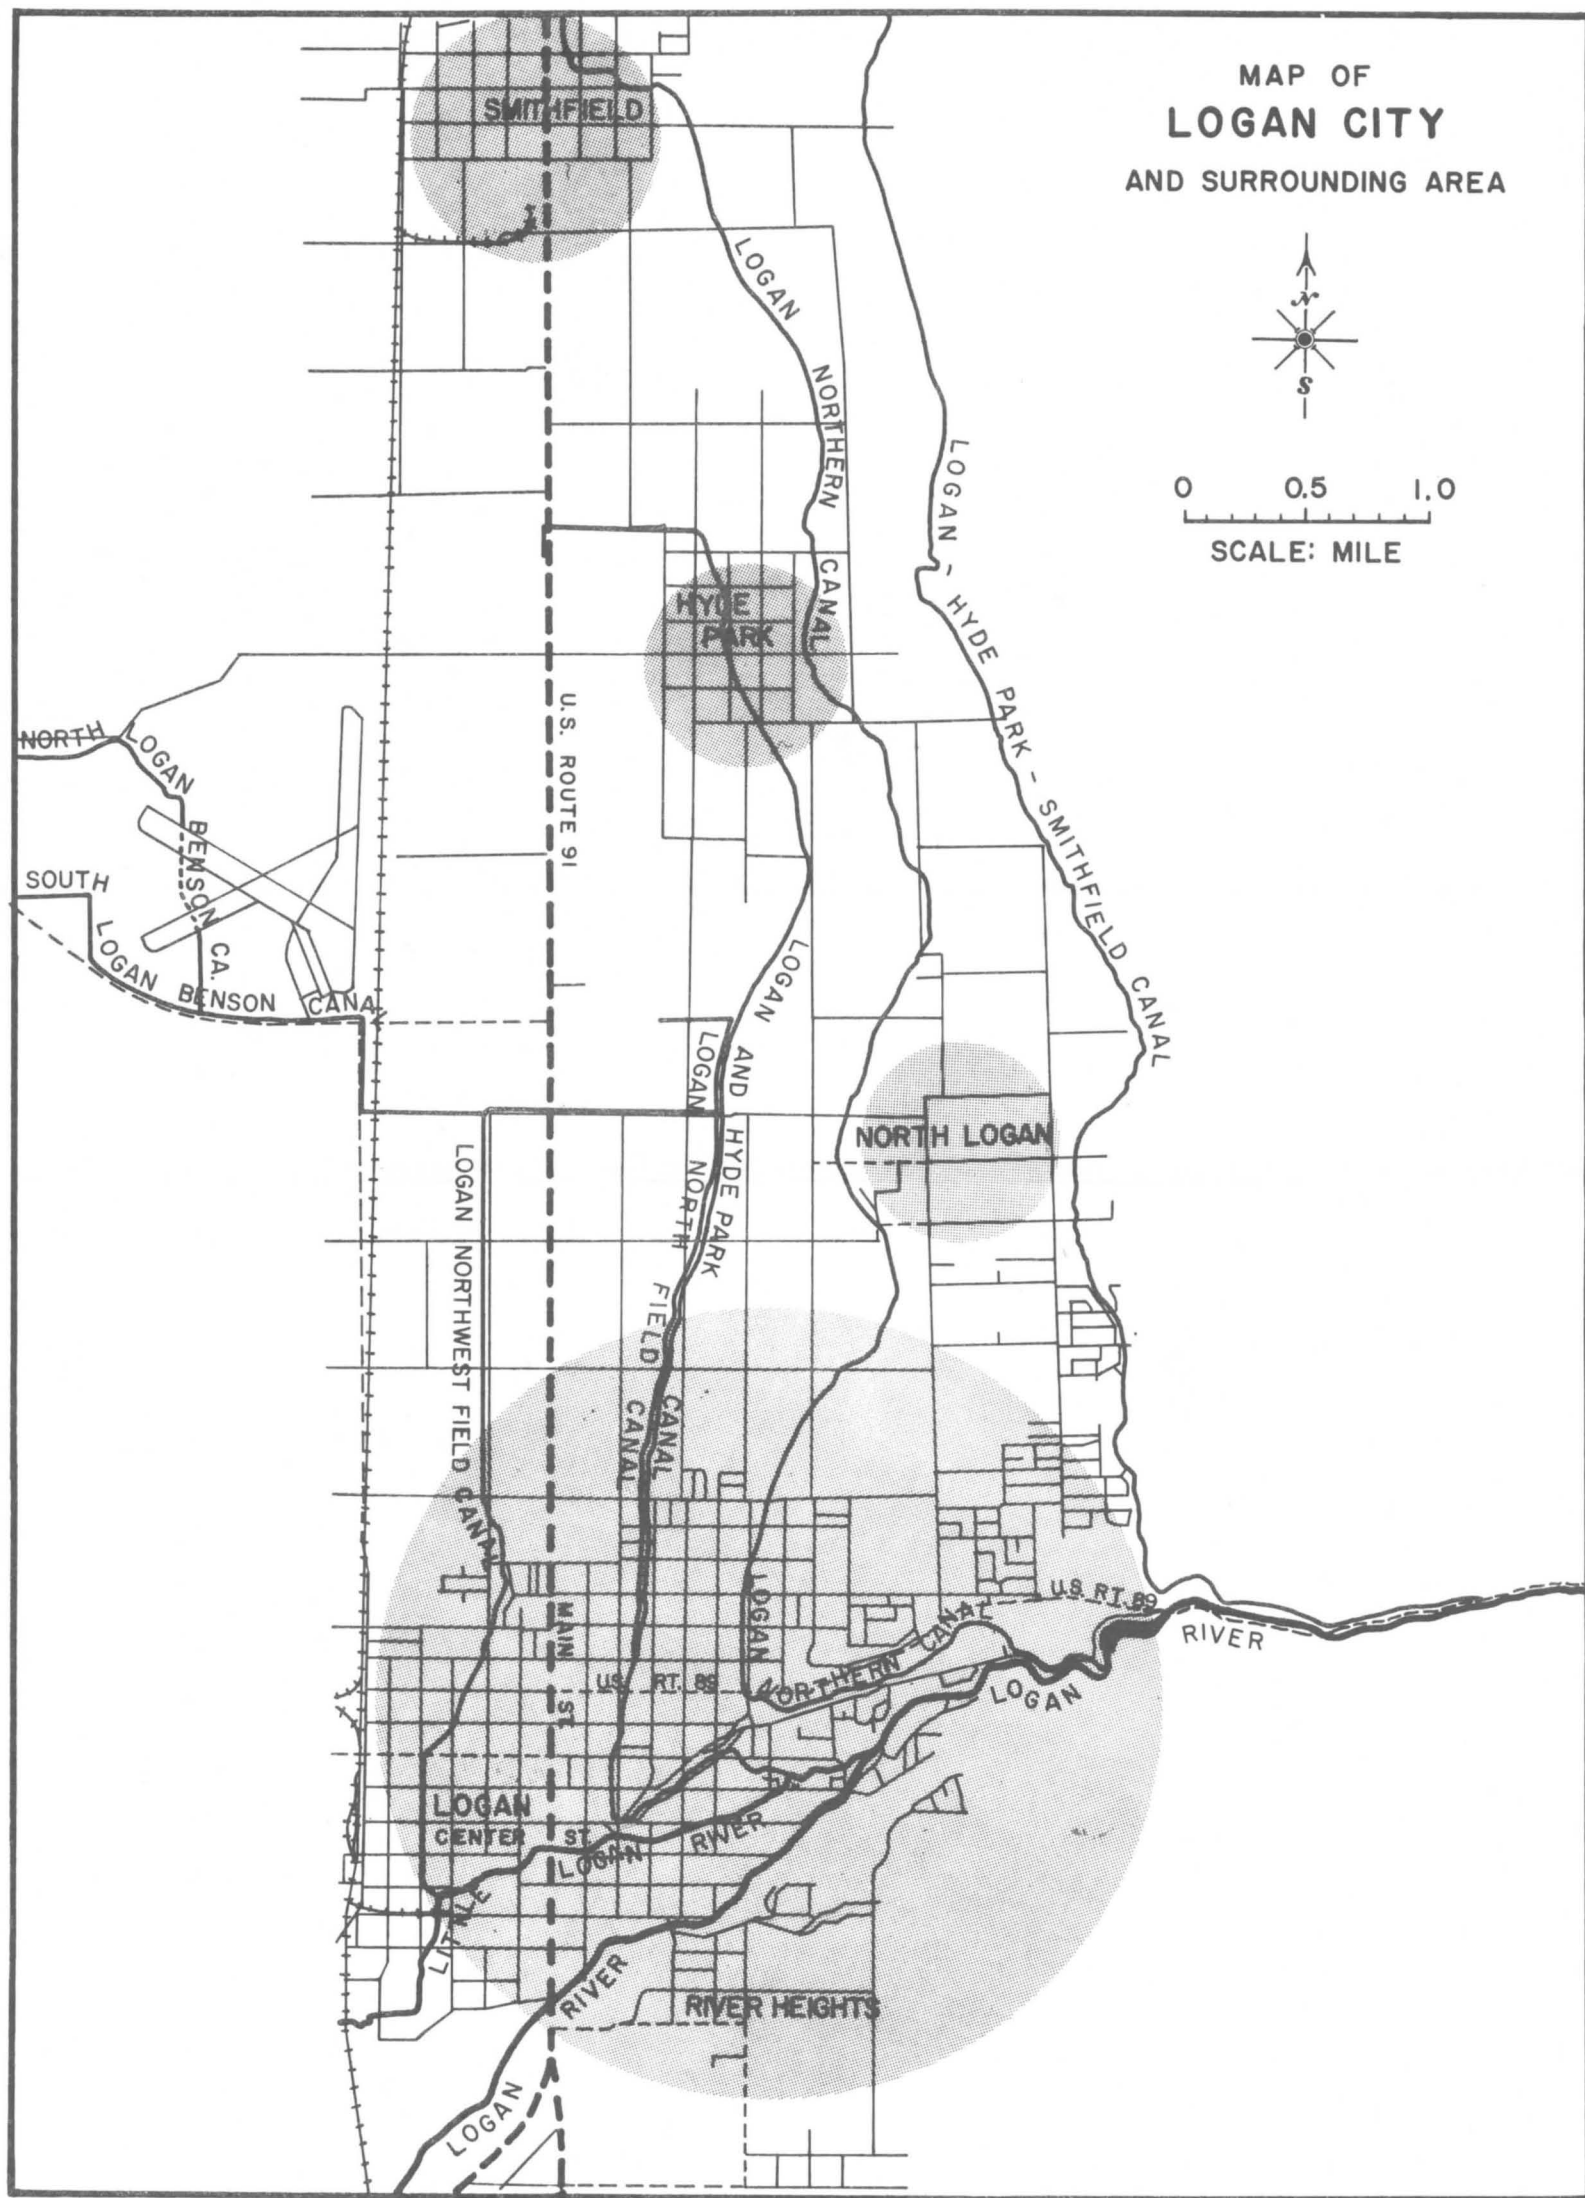 MAP OF
LOGAN CITY
AND SURROUNDING AREA
N
S
0 0.5 1.0
SCALE: MILE
SMITHFIELD
LOGAN NORTHERN CANAL
LOGAN - HYDE PARK - SMITHFIELD CANAL
HYDE
PARK
U.S. ROUTE 91
NORTH LOGAN BENSON CA.
SOUTH LOGAN BENSON CANAL
LOGAN AND HYDE PARK CANAL
LOGAN NORTH NORTH FIELD CANAL
NORTH LOGAN
LOGAN NORTHWEST FIELD CANAL
MAIN ST.
U.S. RT. 89
LOGAN NORTHERN CANAL
U.S. RT. 89
LOGAN RIVER
LOGAN
CENTER ST.
LITTLE LOGAN RIVER
RIVER HEIGHTS
LOGAN RIVER